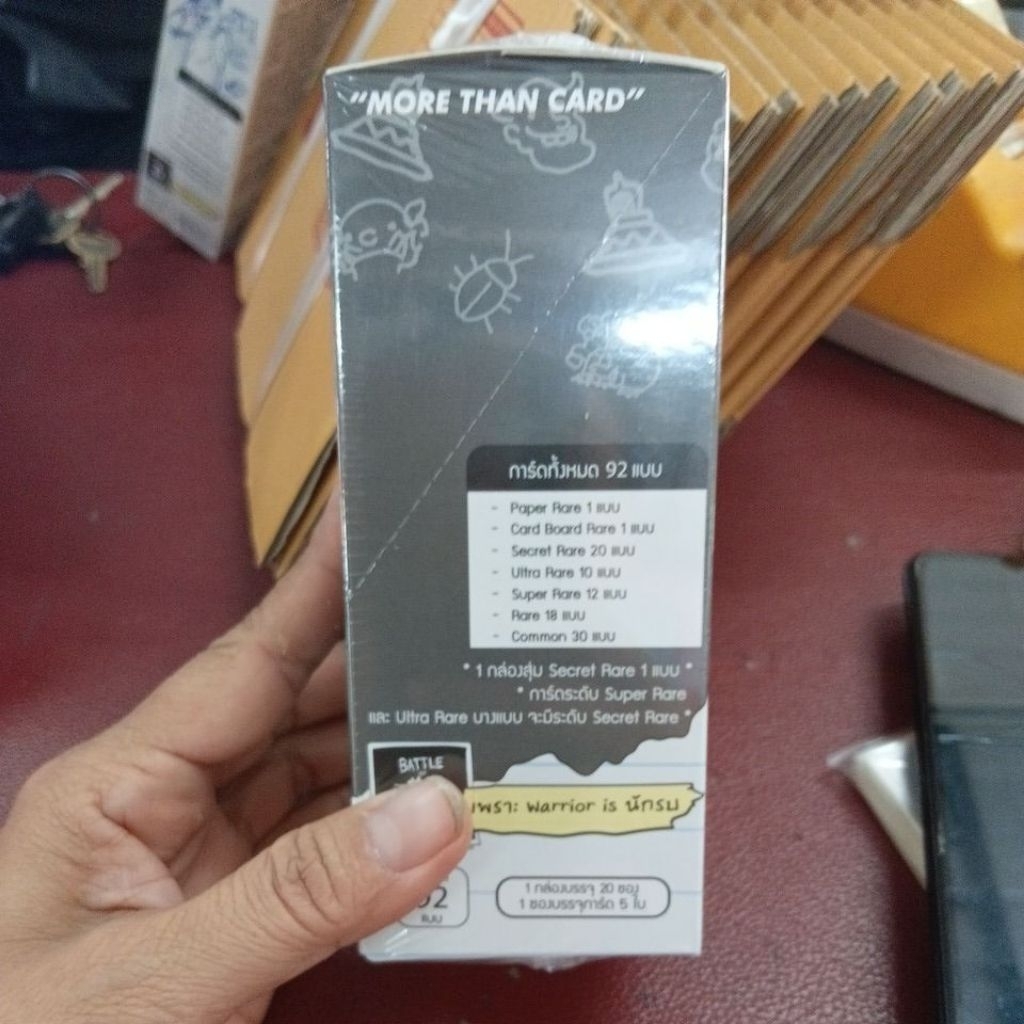 "MORE THAN CARD"
การ์ดทั้งหมด 92 แบบ
- Paper Rare 1 แบบ
- Card Board Rare 1 แบบ
- Secret Rare 20 แบบ
- Ultra Rare 10 แบบ
- Super Rare 12 แบบ
- Rare 18 แบบ
- Common 30 แบบ
* 1 กล่องสุ่ม Secret Rare 1 แบบ *
* การ์ดระดับ Super Rare
และ Ultra Rare บางแบบ จะมีระดับ Secret Rare *
BATTLE
เพราะ Warrior is นักรบ
92
แบบ
1 กล่องบรรจุ 20 ซอง
1 ซองบรรจุการ์ด 5 ใบ